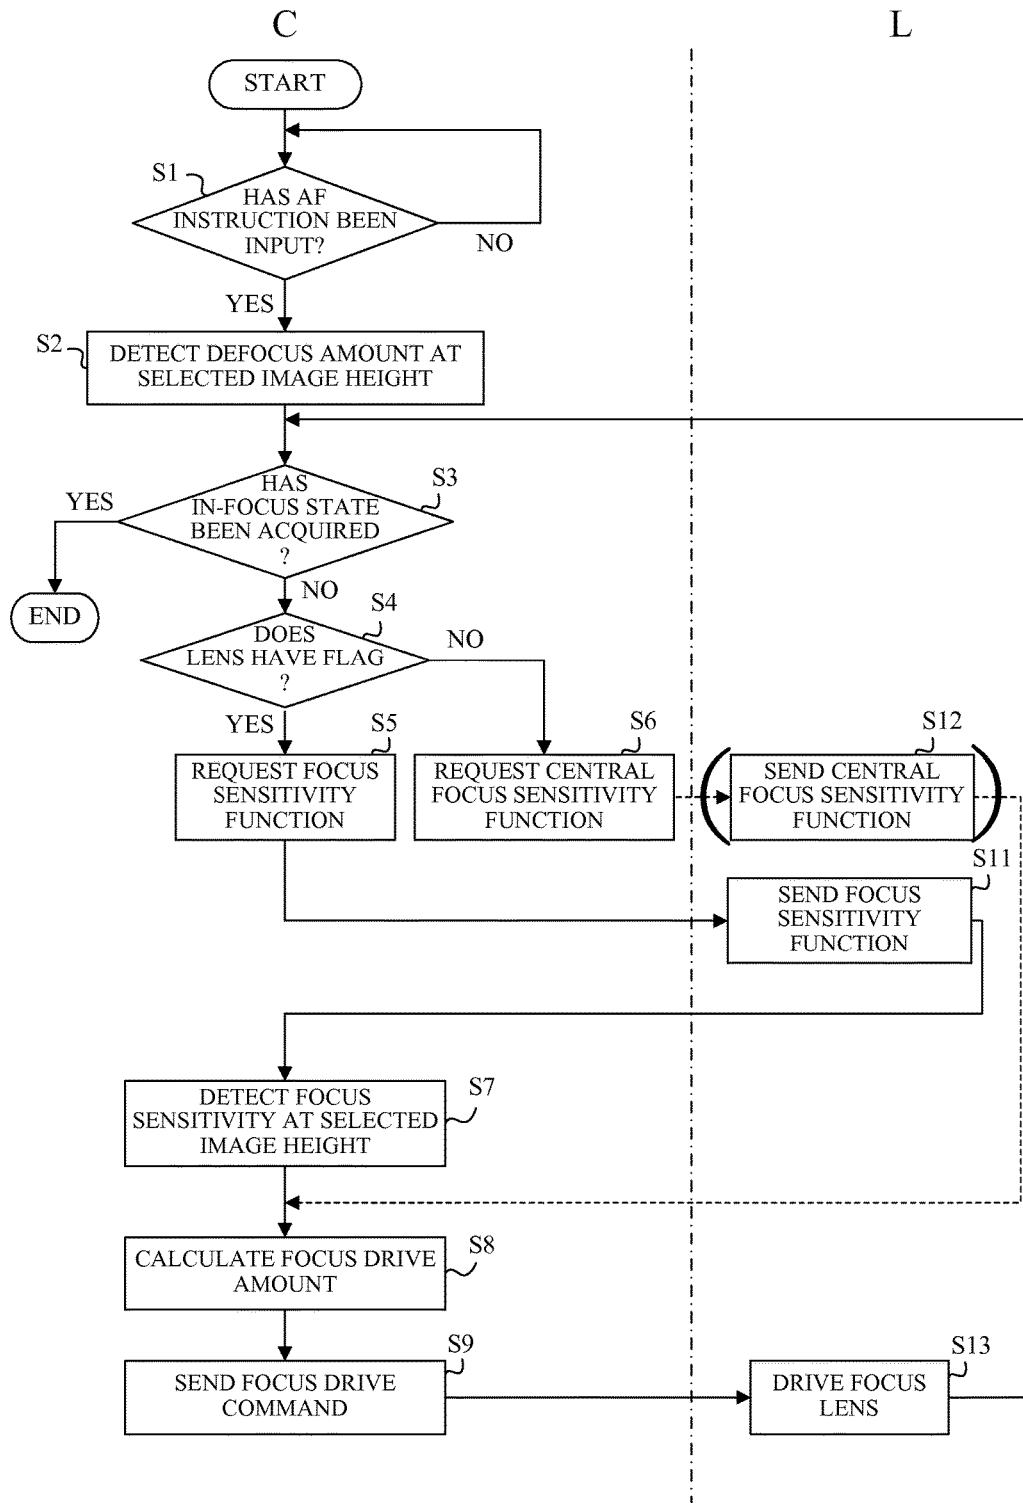 C
L
START
S1
HAS AF
INSTRUCTION BEEN
INPUT?
NO
YES
S2
DETECT DEFOCUS AMOUNT AT
SELECTED IMAGE HEIGHT
S3
HAS
IN-FOCUS STATE
BEEN ACQUIRED
?
YES
END
NO
S4
DOES
LENS HAVE FLAG
?
NO
YES
S5
REQUEST FOCUS
SENSITIVITY
FUNCTION
S6
REQUEST CENTRAL
FOCUS SENSITIVITY
FUNCTION
S12
SEND CENTRAL
FOCUS SENSITIVITY
FUNCTION
S11
SEND FOCUS
SENSITIVITY
FUNCTION
S7
DETECT FOCUS
SENSITIVITY AT SELECTED
IMAGE HEIGHT
S8
CALCULATE FOCUS DRIVE
AMOUNT
S9
SEND FOCUS DRIVE
COMMAND
S13
DRIVE FOCUS
LENS